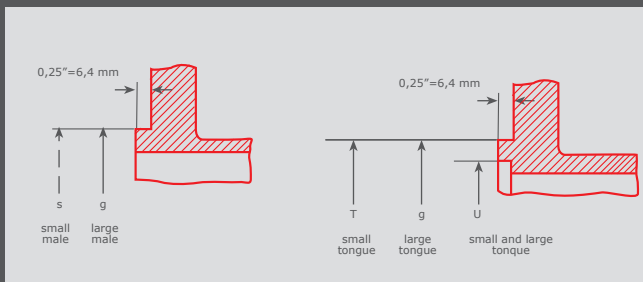 0,25”=6,4 mm
s g
small male
large male
0,25”=6,4 mm
T g U
small tongue
large tongue
small and large tongue